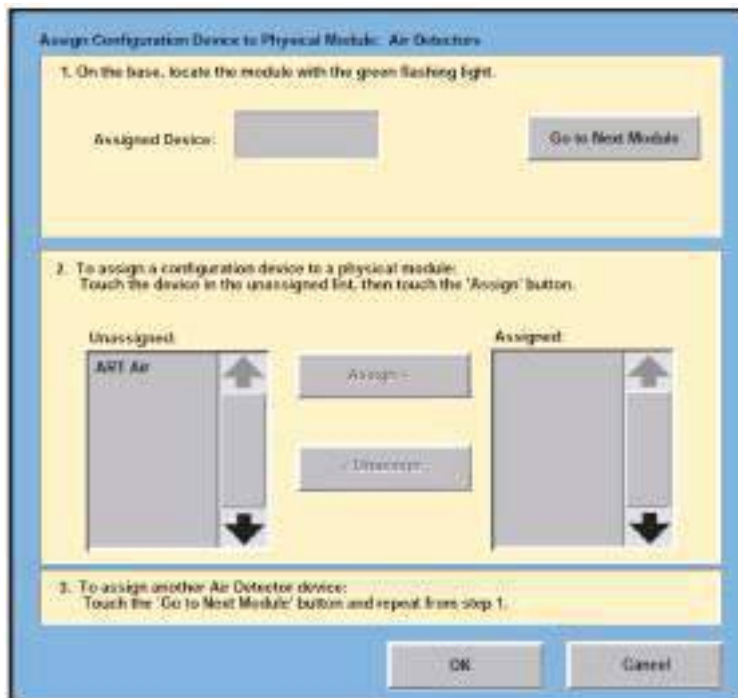 Assign Configuration Device to Physical Module: Air Detectors
1. On the base, locate the module with the green flashing light.
Assigned Device:
Go to Next Module
2. To assign a configuration device to a physical module:
Touch the device in the unassigned list, then touch the 'Assign' button.
Unassigned:
Assigned:
ART Air
Assign >
< Unassign
3. To assign another Air Detector device:
Touch the 'Go to Next Module' button and repeat from step 1.
OK
Cancel